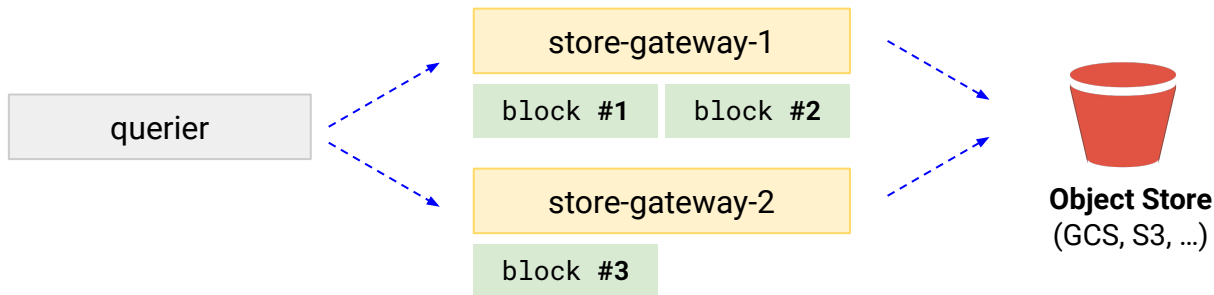 querier
store-gateway-1
block #1
block #2
store-gateway-2
block #3
Object Store
(GCS, S3, …)